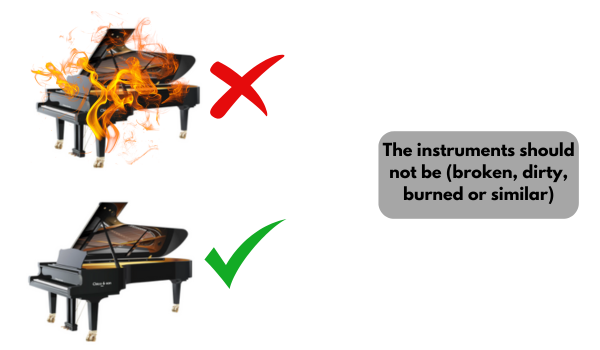 The instruments should
not be (broken, dirty,
burned or similar)